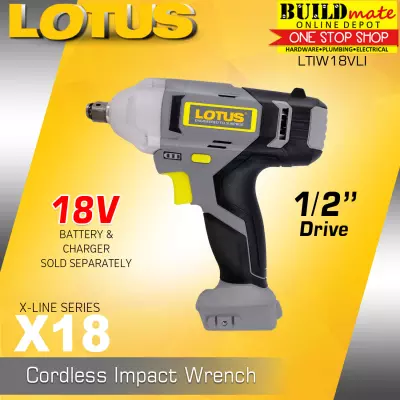 LOTUS
BUILDmate
ONLINE DEPOT
ONE STOP SHOP
HARDWARE•PLUMBING•ELECTRICAL
LTIW18VLI
LOTUS
18V
BATTERY &
CHARGER
SOLD SEPARATELY
1/2”
Drive
X-LINE SERIES
X18
Cordless Impact Wrench